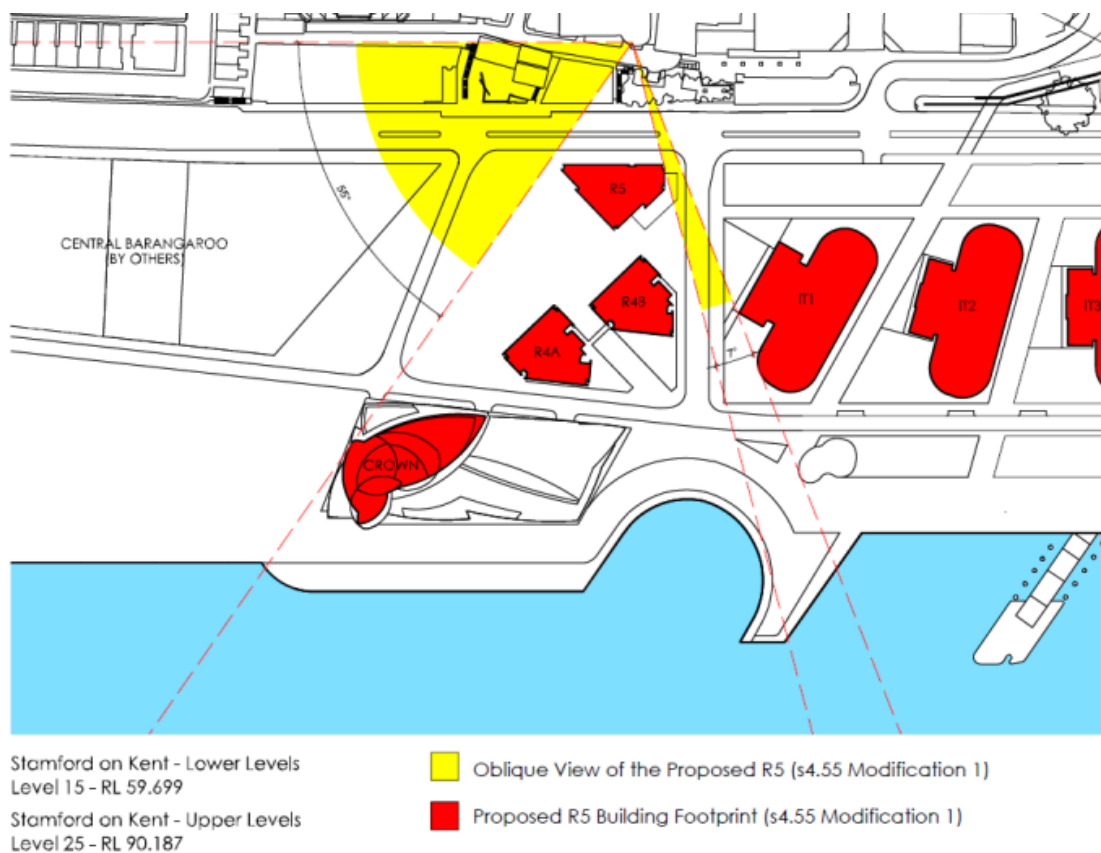 55°
R5
CENTRAL BARANGAROO
(BY OTHERS)
R4B
IT1
IT2
IT3
R4A
7°
CROWN
Stamford on Kent - Lower Levels
Level 15 - RL 59.699
Stamford on Kent - Upper Levels
Level 25 - RL 90.187
Oblique View of the Proposed R5 (s4.55 Modification 1)
Proposed R5 Building Footprint (s4.55 Modification 1)